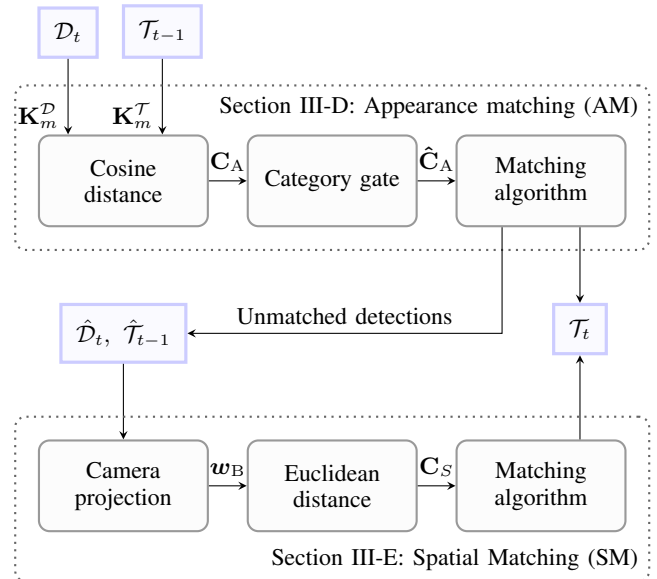 𝒟_t
𝒯_{t−1}
Section III-D: Appearance matching (AM)
𝐊_m^𝒟
𝐊_m^𝒯
Cosine
distance
𝐂_A
Category gate
𝐂̂_A
Matching
algorithm
𝒟̂_t, 𝒯̂_{t−1}
Unmatched detections
𝒯_t
Camera
projection
𝒘_B
Euclidean
distance
𝐂_S
Matching
algorithm
Section III-E: Spatial Matching (SM)